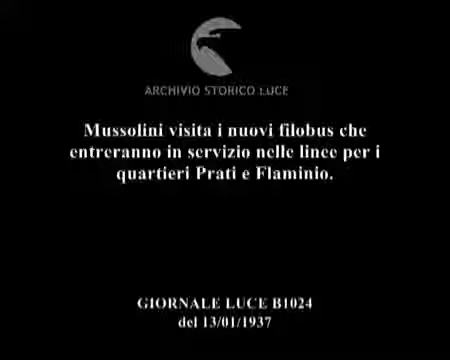 ARCHIVIO STORICO LUCE
Mussolini visita i nuovi filobus che
entreranno in servizio nelle linee per i
quartieri Prati e Flaminio.
GIORNALE LUCE B1024
del 13/01/1937